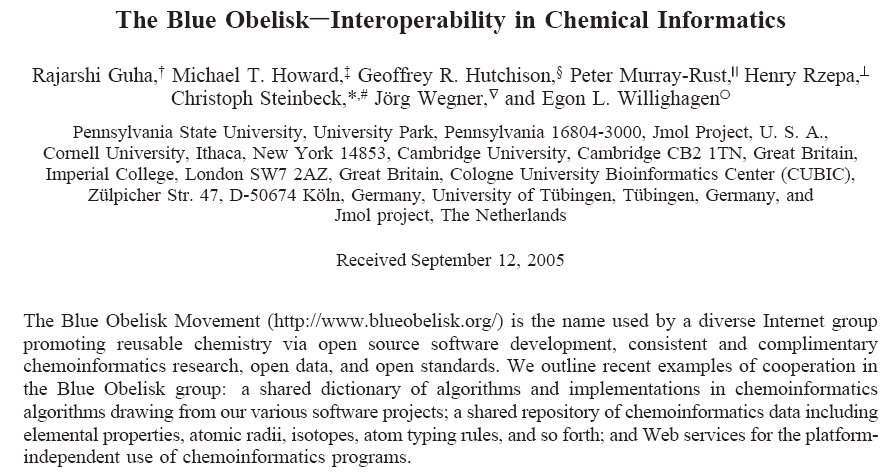 The Blue Obelisk—Interoperability in Chemical Informatics
Rajarshi Guha,† Michael T. Howard,‡ Geoffrey R. Hutchison,§ Peter Murray-Rust,|| Henry Rzepa,⊥
Christoph Steinbeck,*,# Jörg Wegner,∇ and Egon L. Willighagen○
Pennsylvania State University, University Park, Pennsylvania 16804-3000, Jmol Project, U. S. A.,
Cornell University, Ithaca, New York 14853, Cambridge University, Cambridge CB2 1TN, Great Britain,
Imperial College, London SW7 2AZ, Great Britain, Cologne University Bioinformatics Center (CUBIC),
Zülpicher Str. 47, D-50674 Köln, Germany, University of Tübingen, Tübingen, Germany, and
Jmol project, The Netherlands
Received September 12, 2005
The Blue Obelisk Movement (http://www.blueobelisk.org/) is the name used by a diverse Internet group
promoting reusable chemistry via open source software development, consistent and complimentary
chemoinformatics research, open data, and open standards. We outline recent examples of cooperation in
the Blue Obelisk group: a shared dictionary of algorithms and implementations in chemoinformatics
algorithms drawing from our various software projects; a shared repository of chemoinformatics data including
elemental properties, atomic radii, isotopes, atom typing rules, and so forth; and Web services for the platform-
independent use of chemoinformatics programs.